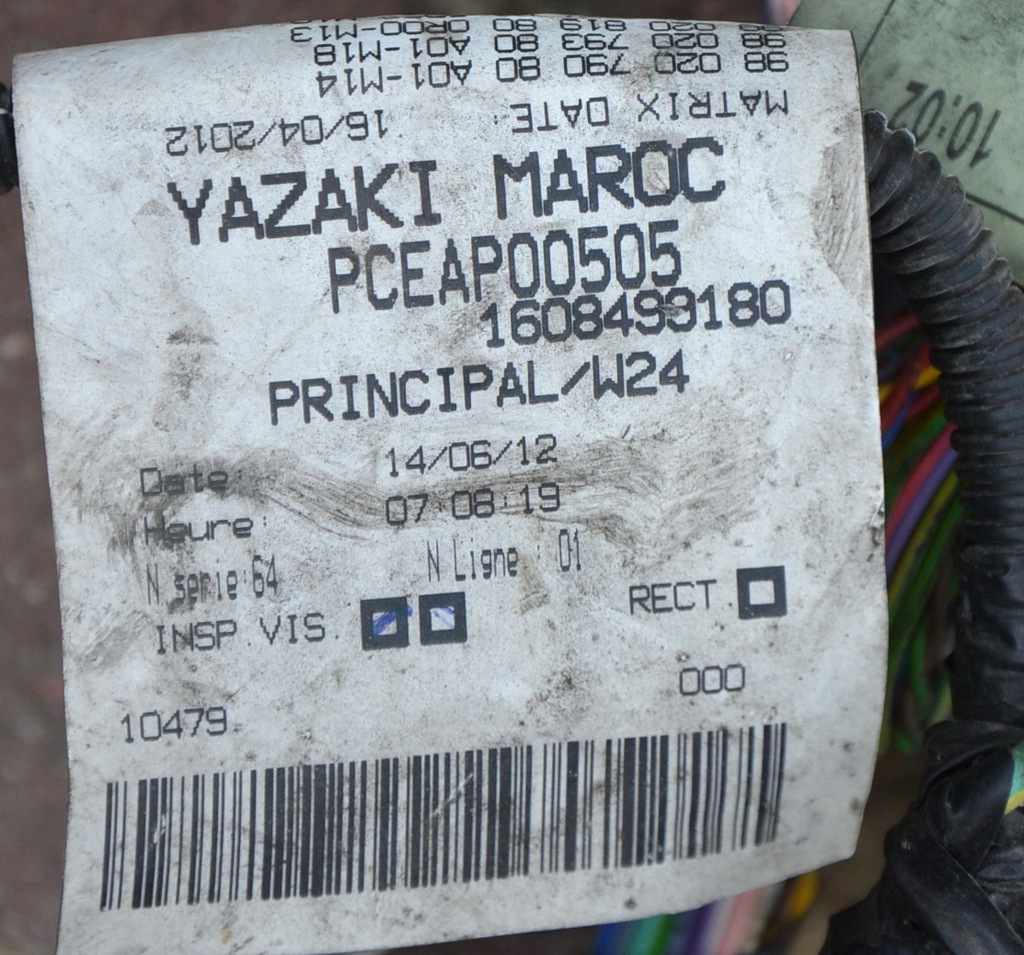 98 020 819 80 0R00-M13
98 020 793 80 A01-M18
98 020 790 80 A01-M14
MATRIX DATE: 16/04/2012
YAZAKI MAROC
PCEAP00505
1608499180
PRINCIPAL/W24
Date: 14/06/12
Heure: 07:08:19
N serie:64 N Ligne : 01
INSP.VIS. RECT.
000
10479
10:02